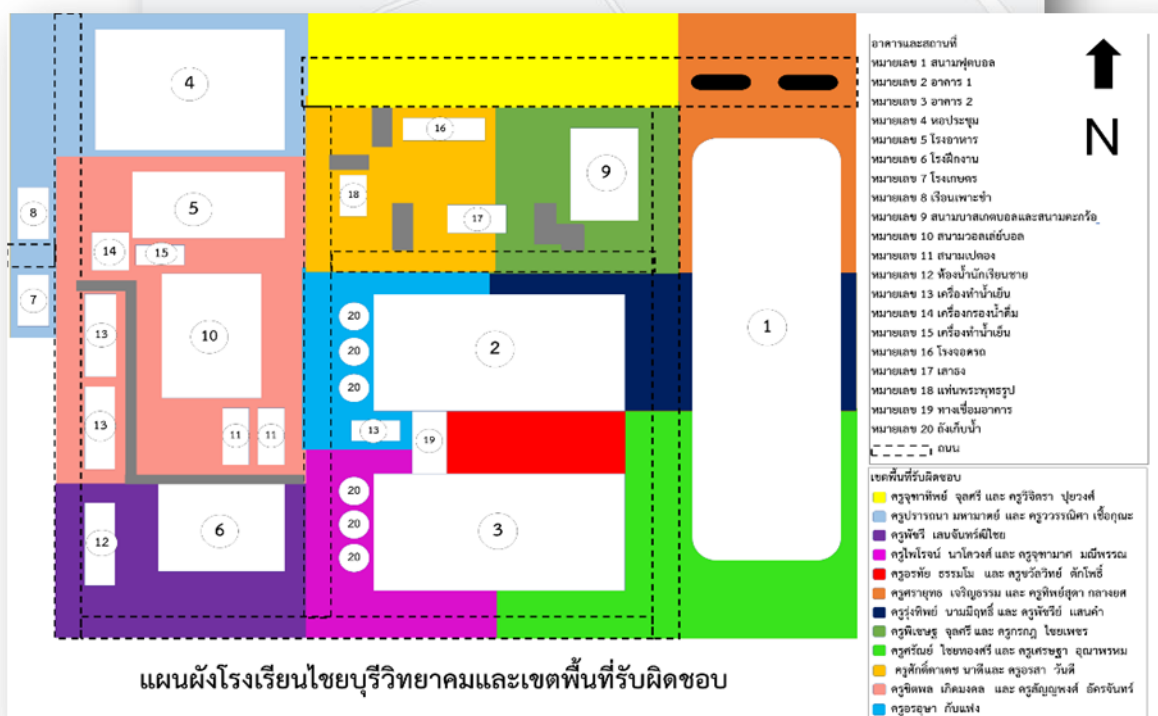 4
16
9
18
17
8
5
14
15
7
13
10
13
11
11
12
6
20
20
20
2
13
19
20
20
20
3
1
แผนผังโรงเรียนไชยบุรีวิทยาคมและเขตพื้นที่รับผิดชอบ
N
อาคารและสถานที่
หมายเลข 1 สนามฟุตบอล
หมายเลข 2 อาคาร 1
หมายเลข 3 อาคาร 2
หมายเลข 4 หอประชุม
หมายเลข 5 โรงอาหาร
หมายเลข 6 โรงฝึกงาน
หมายเลข 7 โรงเกษตร
หมายเลข 8 เรือนเพาะชำ
หมายเลข 9 สนามบาสเกตบอลและสนามตะกร้อ
หมายเลข 10 สนามวอลเลย์บอล
หมายเลข 11 สนามเปตอง
หมายเลข 12 ห้องน้ำนักเรียนชาย
หมายเลข 13 เครื่องทำน้ำเย็น
หมายเลข 14 เครื่องกรองน้ำดื่ม
หมายเลข 15 เครื่องทำน้ำเย็น
หมายเลข 16 โรงจอดรถ
หมายเลข 17 เสาธง
หมายเลข 18 แท่นพระพุทธรูป
หมายเลข 19 ทางเชื่อมอาคาร
หมายเลข 20 ถังเก็บน้ำ
ถนน
เขตพื้นที่รับผิดชอบ
ครูจุฑาทิพย์ จุลศรี และ ครูวิจิตรา ปุยวงศ์
ครูปรารถนา มหามาตย์ และ ครูวรรณิศา เชื้อกุณะ
ครูพัชรี เสนจันทร์ฒิไชย
ครูไพโรจน์ นาโควงศ์ และ ครูจุฑามาศ มณีพรรณ
ครูอรทัย ธรรมโม และ ครูขวัลวิทย์ ตักโพธิ์
ครูศรายุทธ เจริญธรรม และ ครูทิพย์สุดา กลางยศ
ครูรุ่งทิพย์ นามมีฤทธิ์ และ ครูพัชรีย์ แสนคำ
ครูพิเชษฐ จุลศรี และ ครูกรกฎ ไชยเพชร
ครูศรัณย์ ไชยทองศรี และ ครูเศรษฐา อุณาพรหม
ครูศักดิ์ดาเดช นาดีและ ครูอรสา วันดี
ครูชิตพล เกิดมงคล และ ครูสัญญพงศ์ อัครจันทร์
ครูอรอุษา กับแฟง